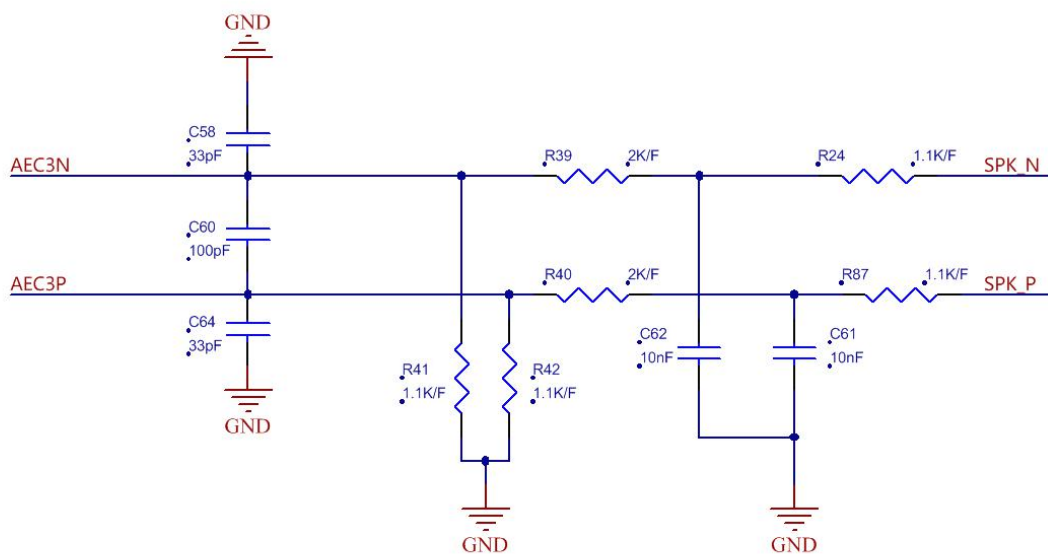 GND
C58
33pF
AEC3N
R39 2K/F
R24 1.1K/F
SPK_N
C60
100pF
AEC3P
R40 2K/F
R87 1.1K/F
SPK_P
C64
33pF
C62
10nF
C61
10nF
R41
1.1K/F
R42
1.1K/F
GND
GND
GND